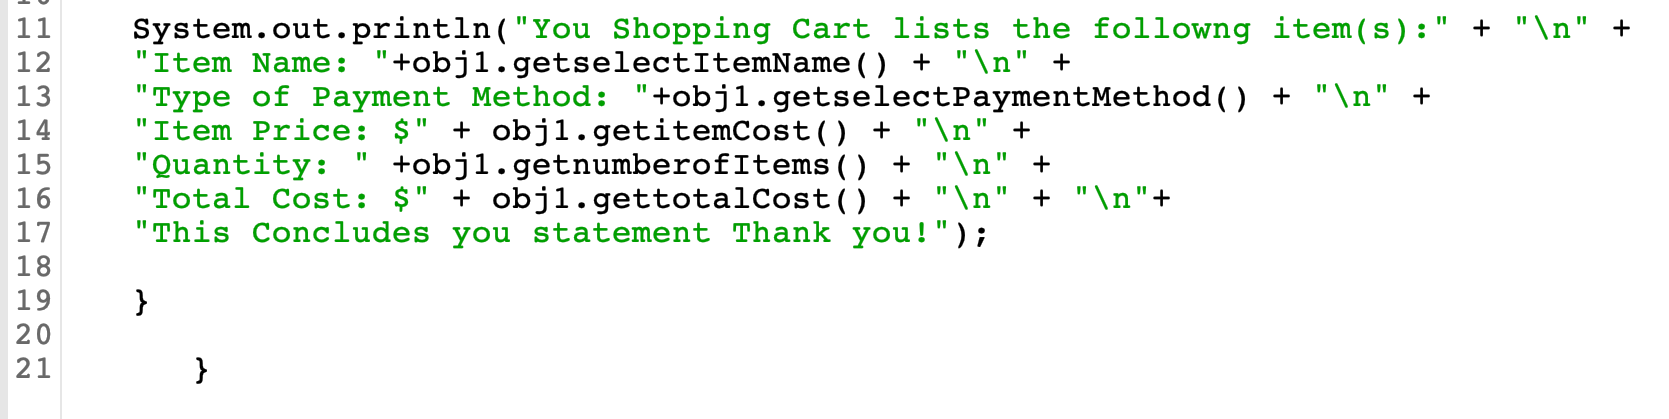 11 System.out.println("You Shopping Cart lists the followng item(s):" + "\n" +
12 "Item Name: "+obj1.getselectItemName() + "\n" +
13 "Type of Payment Method: "+obj1.getselectPaymentMethod() + "\n" +
14 "Item Price: $" + obj1.getitemCost() + "\n" +
15 "Quantity: " +obj1.getnumberofItems() + "\n" +
16 "Total Cost: $" + obj1.gettotalCost() + "\n" + "\n"+
17 "This Concludes you statement Thank you!");
18
19 }
20
21 }